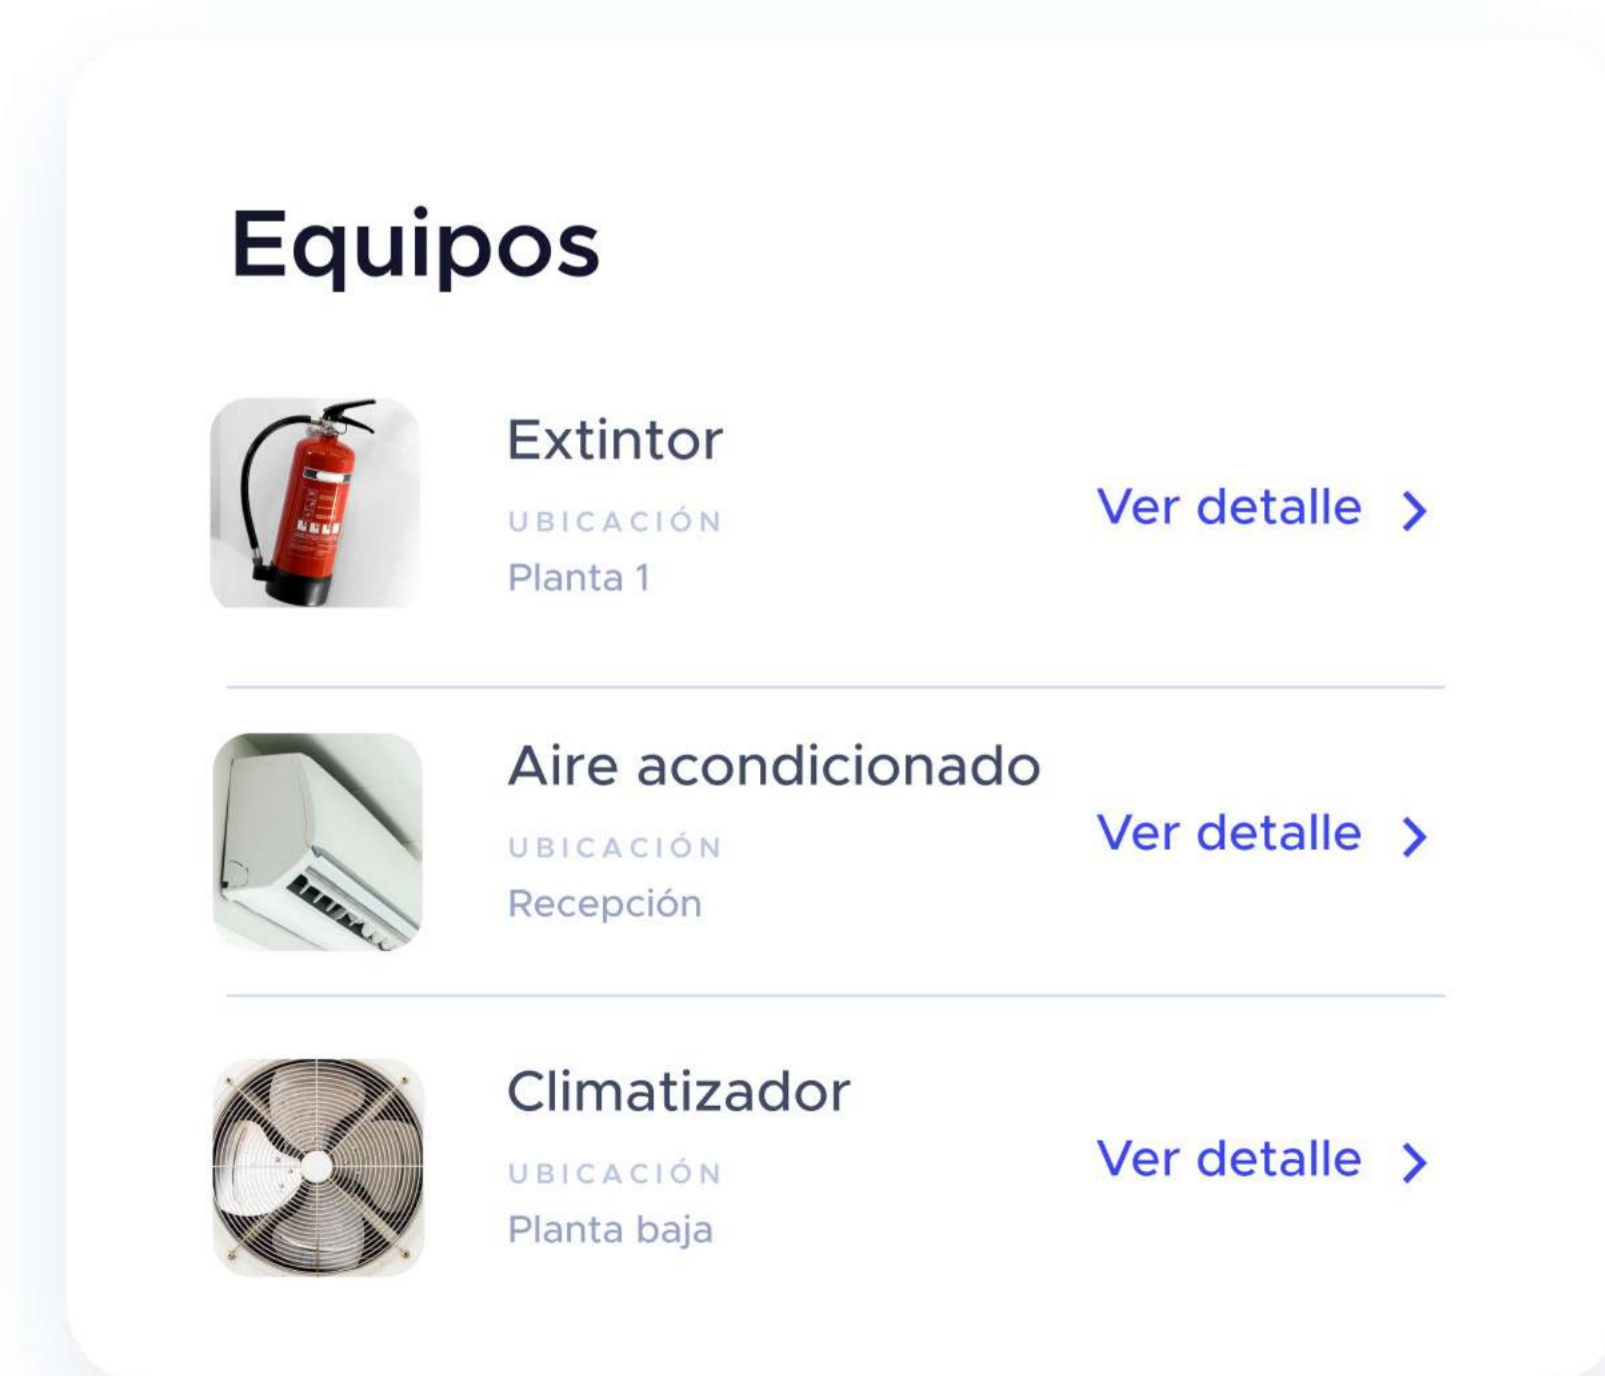 Equipos
Extintor
UBICACIÓN
Planta 1
Ver detalle
Aire acondicionado
UBICACIÓN
Recepción
Ver detalle
Climatizador
UBICACIÓN
Planta baja
Ver detalle